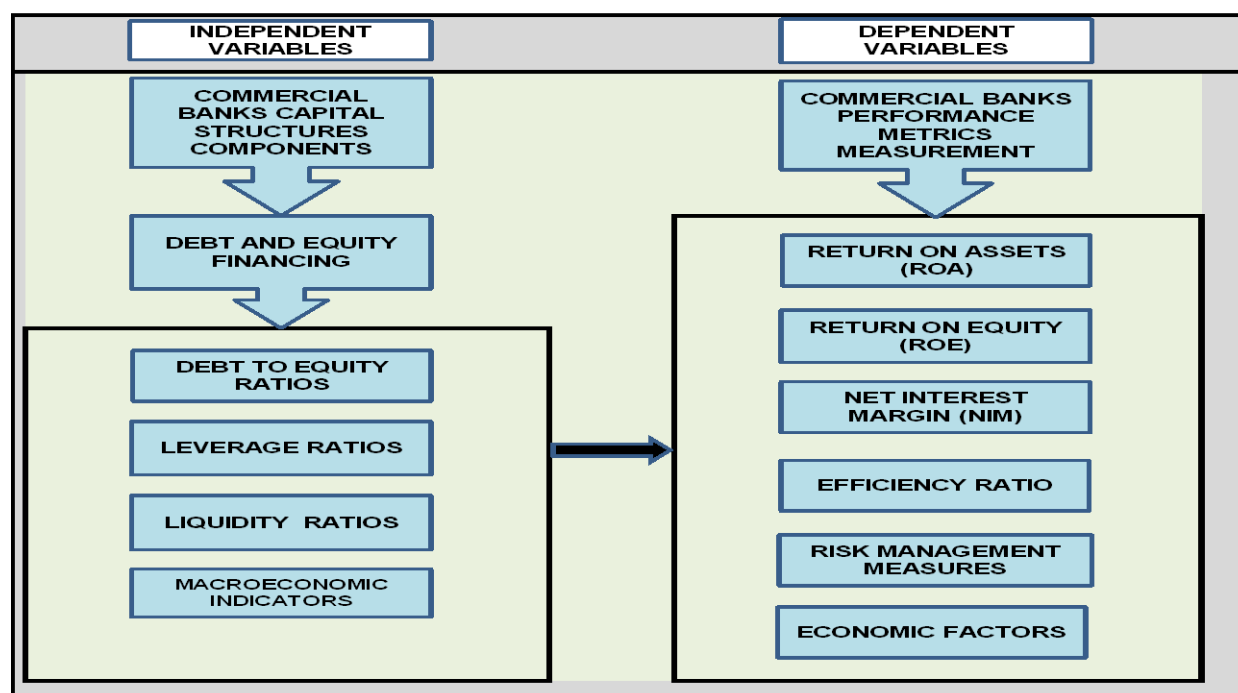 INDEPENDENT
VARIABLES
DEPENDENT
VARIABLES
COMMERCIAL
BANKS CAPITAL
STRUCTURES
COMPONENTS
COMMERCIAL BANKS
PERFORMANCE
METRICS
MEASUREMENT
DEBT AND EQUITY
FINANCING
DEBT TO EQUITY
RATIOS
LEVERAGE RATIOS
LIQUIDITY RATIOS
MACROECONOMIC
INDICATORS
RETURN ON ASSETS
(ROA)
RETURN ON EQUITY
(ROE)
NET INTEREST
MARGIN (NIM)
EFFICIENCY RATIO
RISK MANAGEMENT
MEASURES
ECONOMIC FACTORS